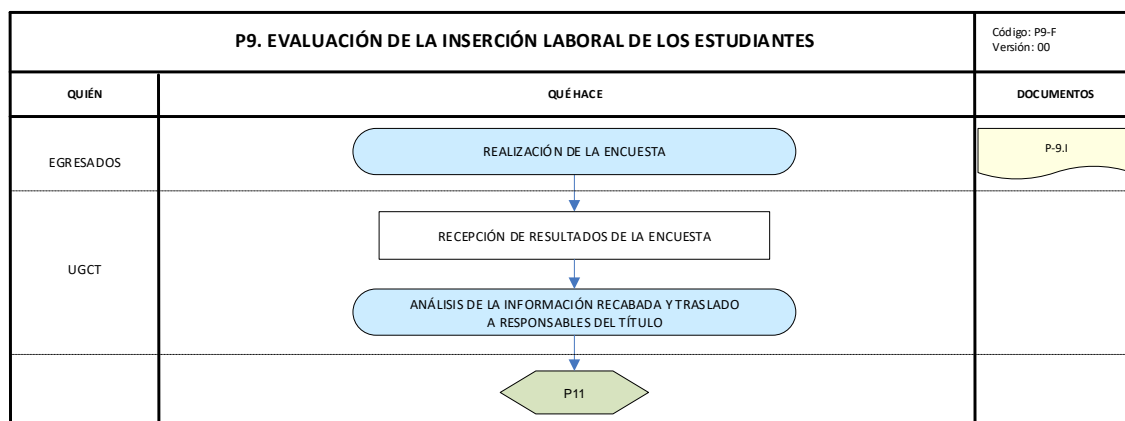 P9. EVALUACIÓN DE LA INSERCIÓN LABORAL DE LOS ESTUDIANTES
Código: P9-F
Versión: 00
QUIÉN
QUÉ HACE
DOCUMENTOS
EGRESADOS
REALIZACIÓN DE LA ENCUESTA
P-9.I
UGCT
RECEPCIÓN DE RESULTADOS DE LA ENCUESTA
ANÁLISIS DE LA INFORMACIÓN RECABADA Y TRASLADO
A RESPONSABLES DEL TÍTULO
P11